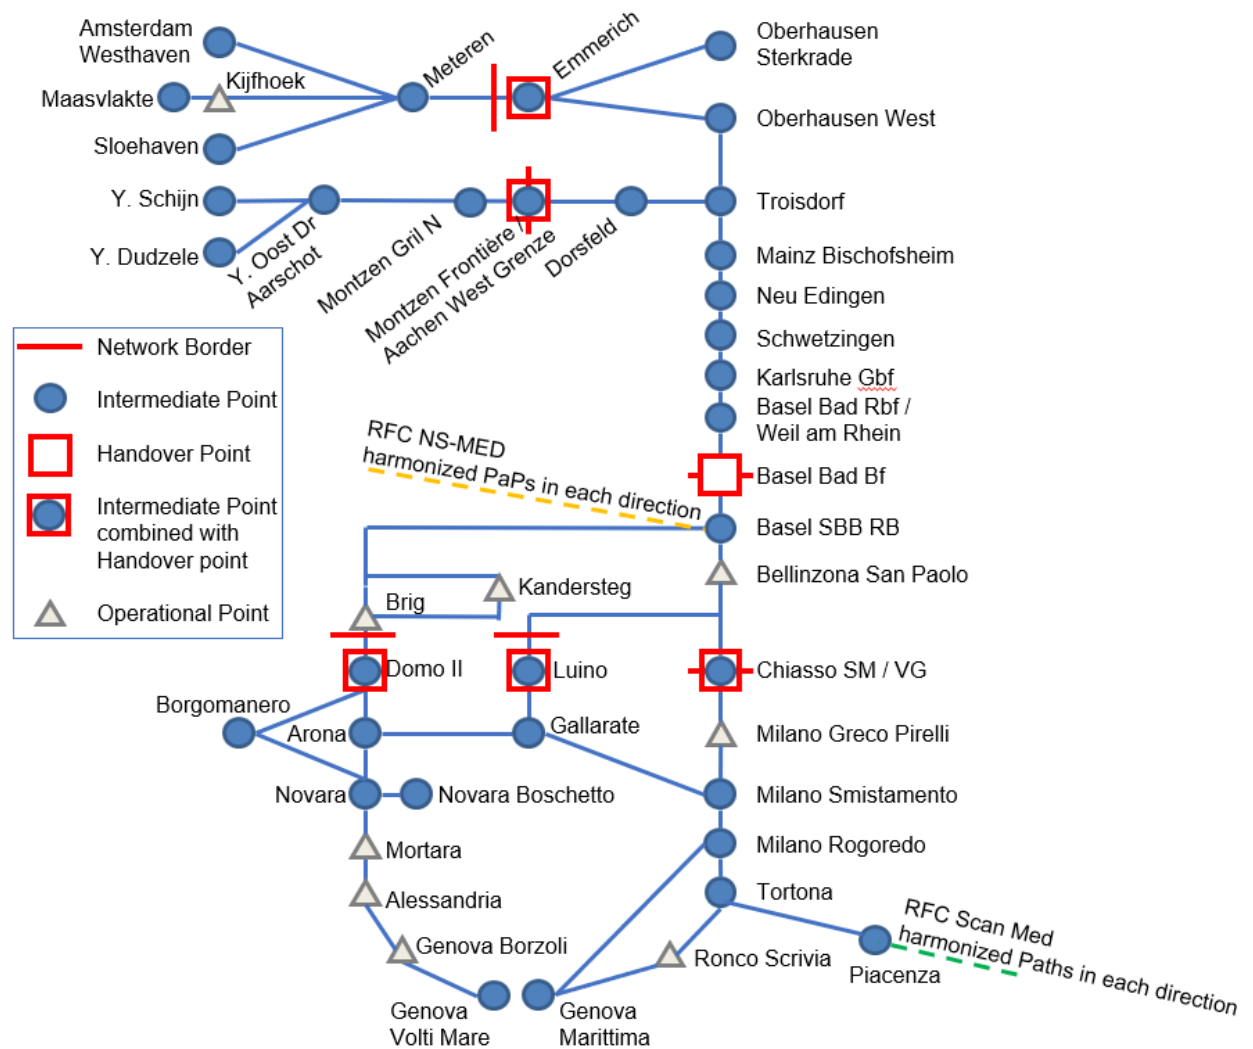 Amsterdam
Westhaven
Kijfhoek
Maasvlakte
Sloehaven
Meteren
Emmerich
Oberhausen
Sterkrade
Oberhausen West
Y. Schijn
Y. Dudzele
Y. Oost Dr
Aarschot
Montzen Gril N
Montzen Frontière /
Aachen West Grenze
Dorsfeld
Troisdorf
Mainz Bischofsheim
Neu Edingen
Schwetzingen
Karlsruhe Gbf
Basel Bad Rbf /
Weil am Rhein
Basel Bad Bf
Basel SBB RB
Bellinzona San Paolo
Network Border
Intermediate Point
Handover Point
Intermediate Point
combined with
Handover point
Operational Point
RFC NS-MED
harmonized PaPs in each direction
Kandersteg
Brig
Domo II
Luino
Chiasso SM / VG
Borgomanero
Arona
Gallarate
Milano Greco Pirelli
Novara
Novara Boschetto
Milano Smistamento
Mortara
Milano Rogoredo
Alessandria
Tortona
Genova Borzoli
Ronco Scrivia
Piacenza
RFC Scan Med
harmonized Paths in each direction
Genova
Volti Mare
Genova
Marittima